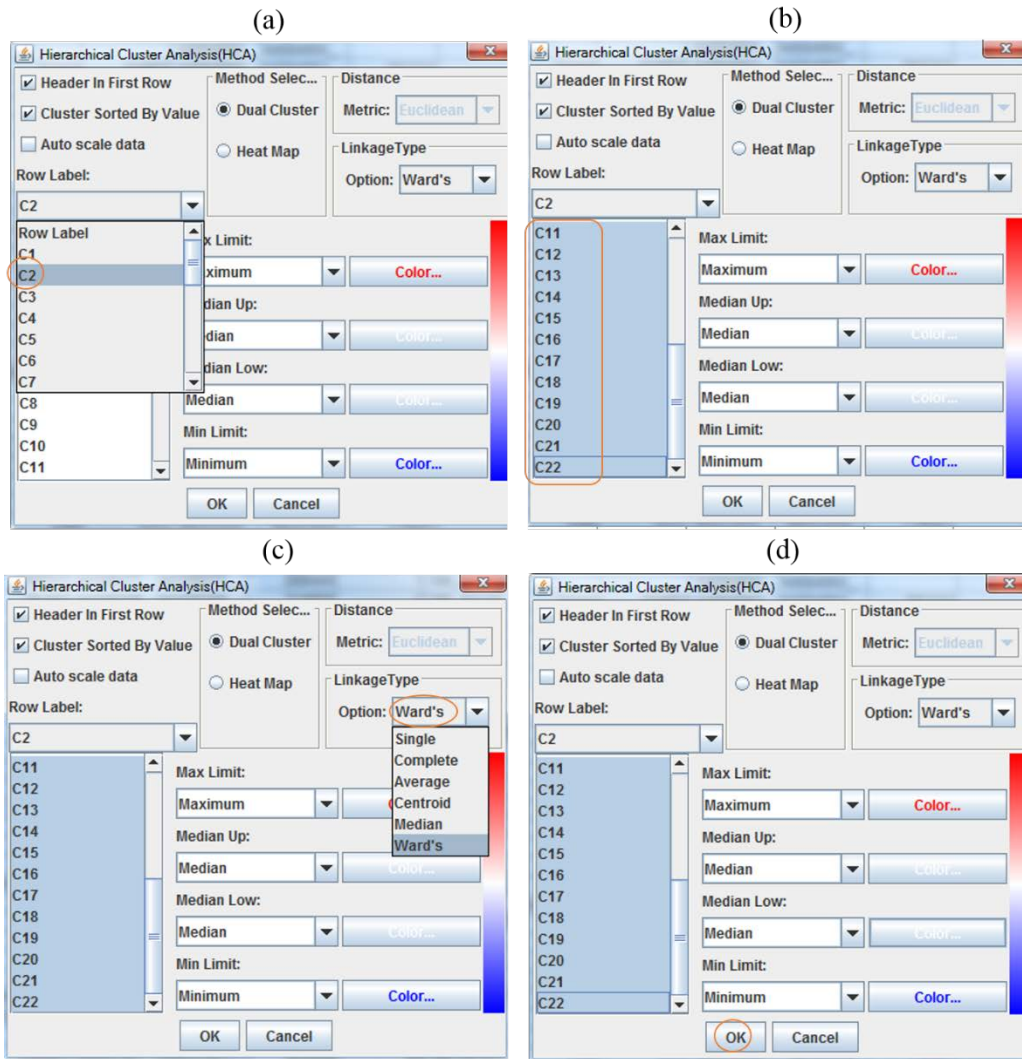 (a)
Hierarchical Cluster Analysis(HCA)
Header In First Row
Cluster Sorted By Value
Auto scale data
Row Label:
C2
Method Selec...
Dual Cluster
Heat Map
Distance
Metric: Euclidean
LinkageType
Option: Ward's
Row Label
C1
C2
C3
C4
C5
C6
C7
C8
C9
C10
C11
x Limit:
ximum Color...
dian Up:
dian Color...
dian Low:
Median Color...
Min Limit:
Minimum Color...
OK Cancel
(b)
Hierarchical Cluster Analysis(HCA)
Header In First Row
Cluster Sorted By Value
Auto scale data
Row Label:
C2
Method Selec...
Dual Cluster
Heat Map
Distance
Metric: Euclidean
LinkageType
Option: Ward's
C11
C12
C13
C14
C15
C16
C17
C18
C19
C20
C21
C22
Max Limit:
Maximum Color...
Median Up:
Median Color...
Median Low:
Median Color...
Min Limit:
Minimum Color...
OK Cancel
(c)
Hierarchical Cluster Analysis(HCA)
Header In First Row
Cluster Sorted By Value
Auto scale data
Row Label:
C2
Method Selec...
Dual Cluster
Heat Map
Distance
Metric: Euclidean
LinkageType
Option: Ward's
Single
Complete
Average
Centroid
Median
Ward's
C11
C12
C13
C14
C15
C16
C17
C18
C19
C20
C21
C22
Max Limit:
Maximum
Median Up:
Median Color...
Median Low:
Median Color...
Min Limit:
Minimum Color...
OK Cancel
(d)
Hierarchical Cluster Analysis(HCA)
Header In First Row
Cluster Sorted By Value
Auto scale data
Row Label:
C2
Method Selec...
Dual Cluster
Heat Map
Distance
Metric: Euclidean
LinkageType
Option: Ward's
C11
C12
C13
C14
C15
C16
C17
C18
C19
C20
C21
C22
Max Limit:
Maximum Color...
Median Up:
Median Color...
Median Low:
Median Color...
Min Limit:
Minimum Color...
OK Cancel